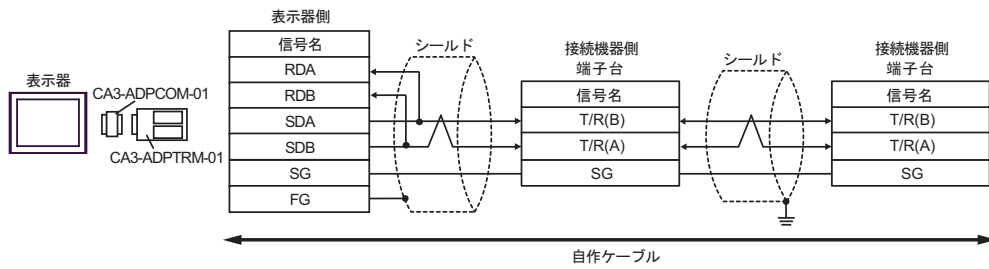 表示器
CA3-ADPCOM-01
CA3-ADPTRM-01
表示器側
信号名
RDA
RDB
SDA
SDB
SG
FG
シールド
接続機器側
端子台
信号名
T/R(B)
T/R(A)
SG
シールド
接続機器側
端子台
信号名
T/R(B)
T/R(A)
SG
自作ケーブル